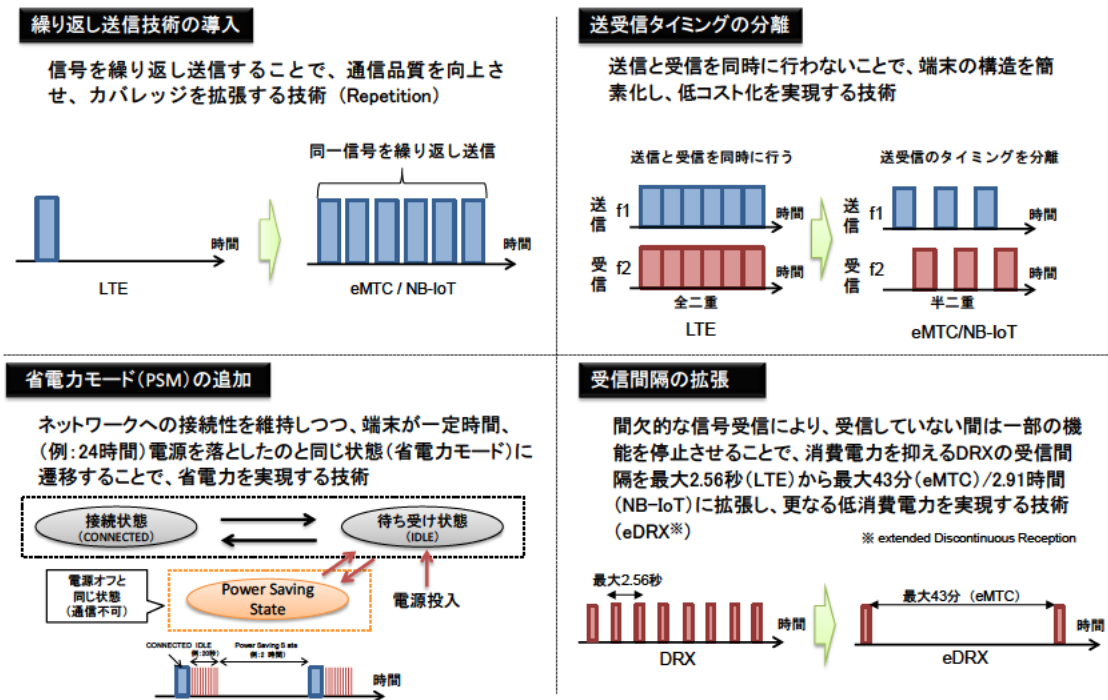 繰り返し送信技術の導入
信号を繰り返し送信することで、通信品質を向上さ
せ、カバレッジを拡張する技術 (Repetition)
同一信号を繰り返し送信
時間
LTE
時間
eMTC / NB-IoT
送受信タイミングの分離
送信と受信を同時に行わないことで、端末の構造を簡
素化し、低コスト化を実現する技術
送信と受信を同時に行う
送信 f1
時間
受信 f2
時間
全二重
LTE
送受信のタイミングを分離
送信 f1
時間
受信 f2
時間
半二重
eMTC/NB-IoT
省電力モード(PSM)の追加
ネットワークへの接続性を維持しつつ、端末が一定時間、
(例:24時間)電源を落としたのと同じ状態(省電力モード)に
遷移することで、省電力を実現する技術
接続状態
(CONNECTED)
待ち受け状態
(IDLE)
電源オフと
同じ状態
(通信不可)
Power Saving
State
電源投入
CONNECTED IDLE
例:20秒
Power Saving S ate
例:2 時間
時間
受信間隔の拡張
間欠的な信号受信により、受信していない間は一部の機
能を停止させることで、消費電力を抑えるDRXの受信間
隔を最大2.56秒(LTE)から最大43分(eMTC)/2.91時間
(NB-IoT)に拡張し、更なる低消費電力を実現する技術
(eDRX※)
※ extended Discontinuous Reception
最大2.56秒
時間
DRX
最大43分 (eMTC)
時間
eDRX